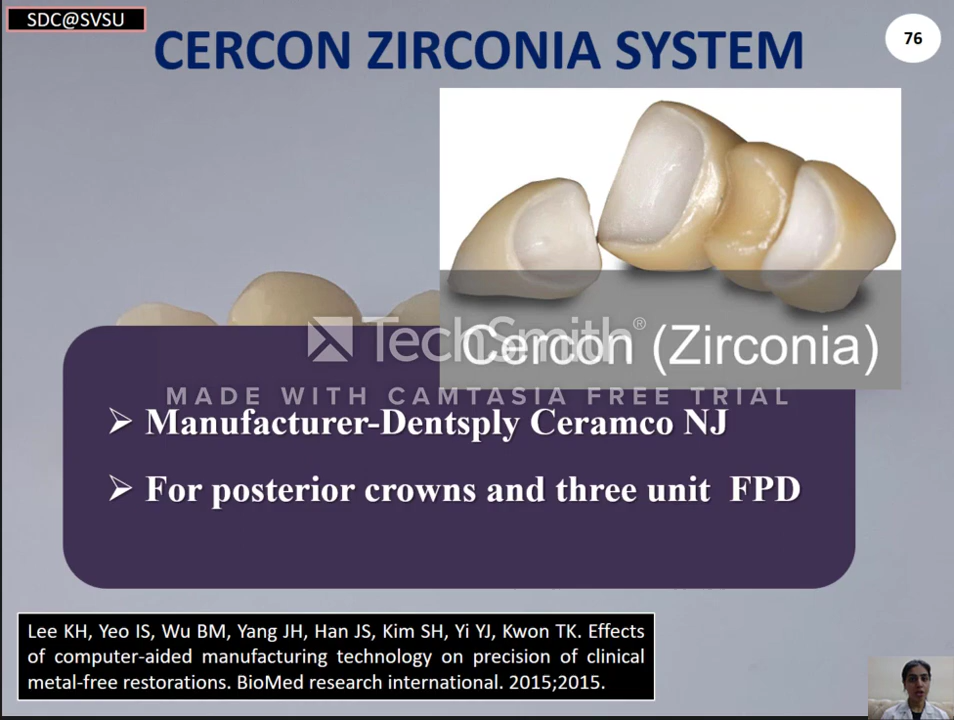 SDC@SVSU
76
CERCON ZIRCONIA SYSTEM
TechSmith®
Cercon (Zirconia)
MADE WITH CAMTASIA FREE TRIAL
➢ Manufacturer-Dentsply Ceramco NJ
➢ For posterior crowns and three unit FPD
Lee KH, Yeo IS, Wu BM, Yang JH, Han JS, Kim SH, Yi YJ, Kwon TK. Effects
of computer-aided manufacturing technology on precision of clinical
metal-free restorations. BioMed research international. 2015;2015.